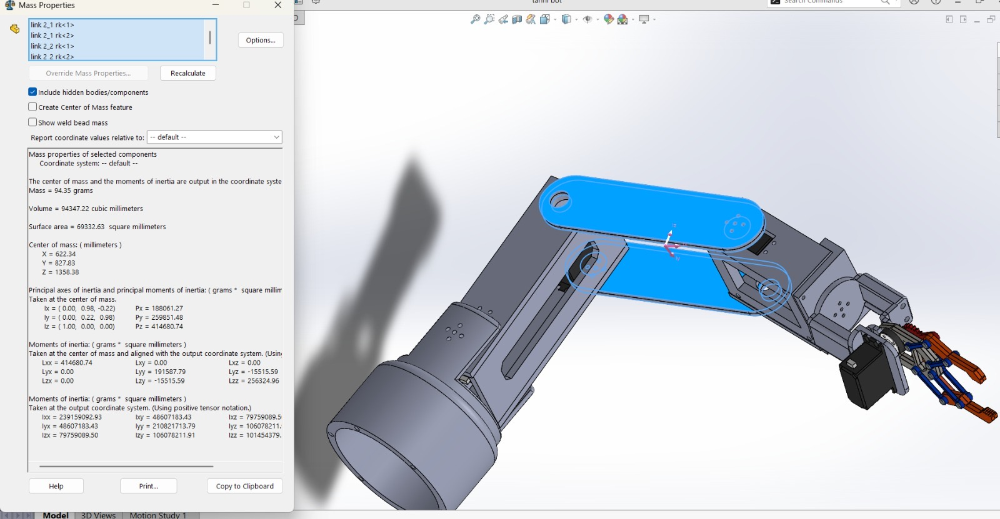 Mass Properties
link 2_1 rk<1>
link 2_1 rk<2>
link 2_2 rk<1>
link 2 2 rk<2>
Options...
Override Mass Properties...
Recalculate
Include hidden bodies/components
Create Center of Mass feature
Show weld bead mass
Report coordinate values relative to:
-- default --
Mass properties of selected components
Coordinate system: -- default --
The center of mass and the moments of inertia are output in the coordinate syste
Mass = 94.35 grams
Volume = 94347.22 cubic millimeters
Surface area = 69332.63 square millimeters
Center of mass: ( millimeters )
X = 622.34
Y = 827.83
Z = 1358.38
Principal axes of inertia and principal moments of inertia: ( grams * square millim
Taken at the center of mass.
Ix = ( 0.00, 0.98, -0.22) Px = 188061.27
Iy = ( 0.00, 0.22, 0.98) Py = 259851.48
Iz = ( 1.00, 0.00, 0.00) Pz = 414680.74
Moments of inertia: ( grams * square millimeters )
Taken at the center of mass and aligned with the output coordinate system. (Usin
Lxx = 414680.74 Lxy = 0.00 Lxz = 0.00
Lyx = 0.00 Lyy = 191587.79 Lyz = -15515.59
Lzx = 0.00 Lzy = -15515.59 Lzz = 256324.96
Moments of inertia: ( grams * square millimeters )
Taken at the output coordinate system. (Using positive tensor notation.)
Ixx = 239159092.93 Ixy = 48607183.43 Ixz = 79759089.5
Iyx = 48607183.43 Iyy = 210821713.79 Iyz = 106078211.
Izx = 79759089.50 Izy = 106078211.91 Izz = 101454379.
Help
Print...
Copy to Clipboard
Model
3D Views
Motion Study 1
Search Commands